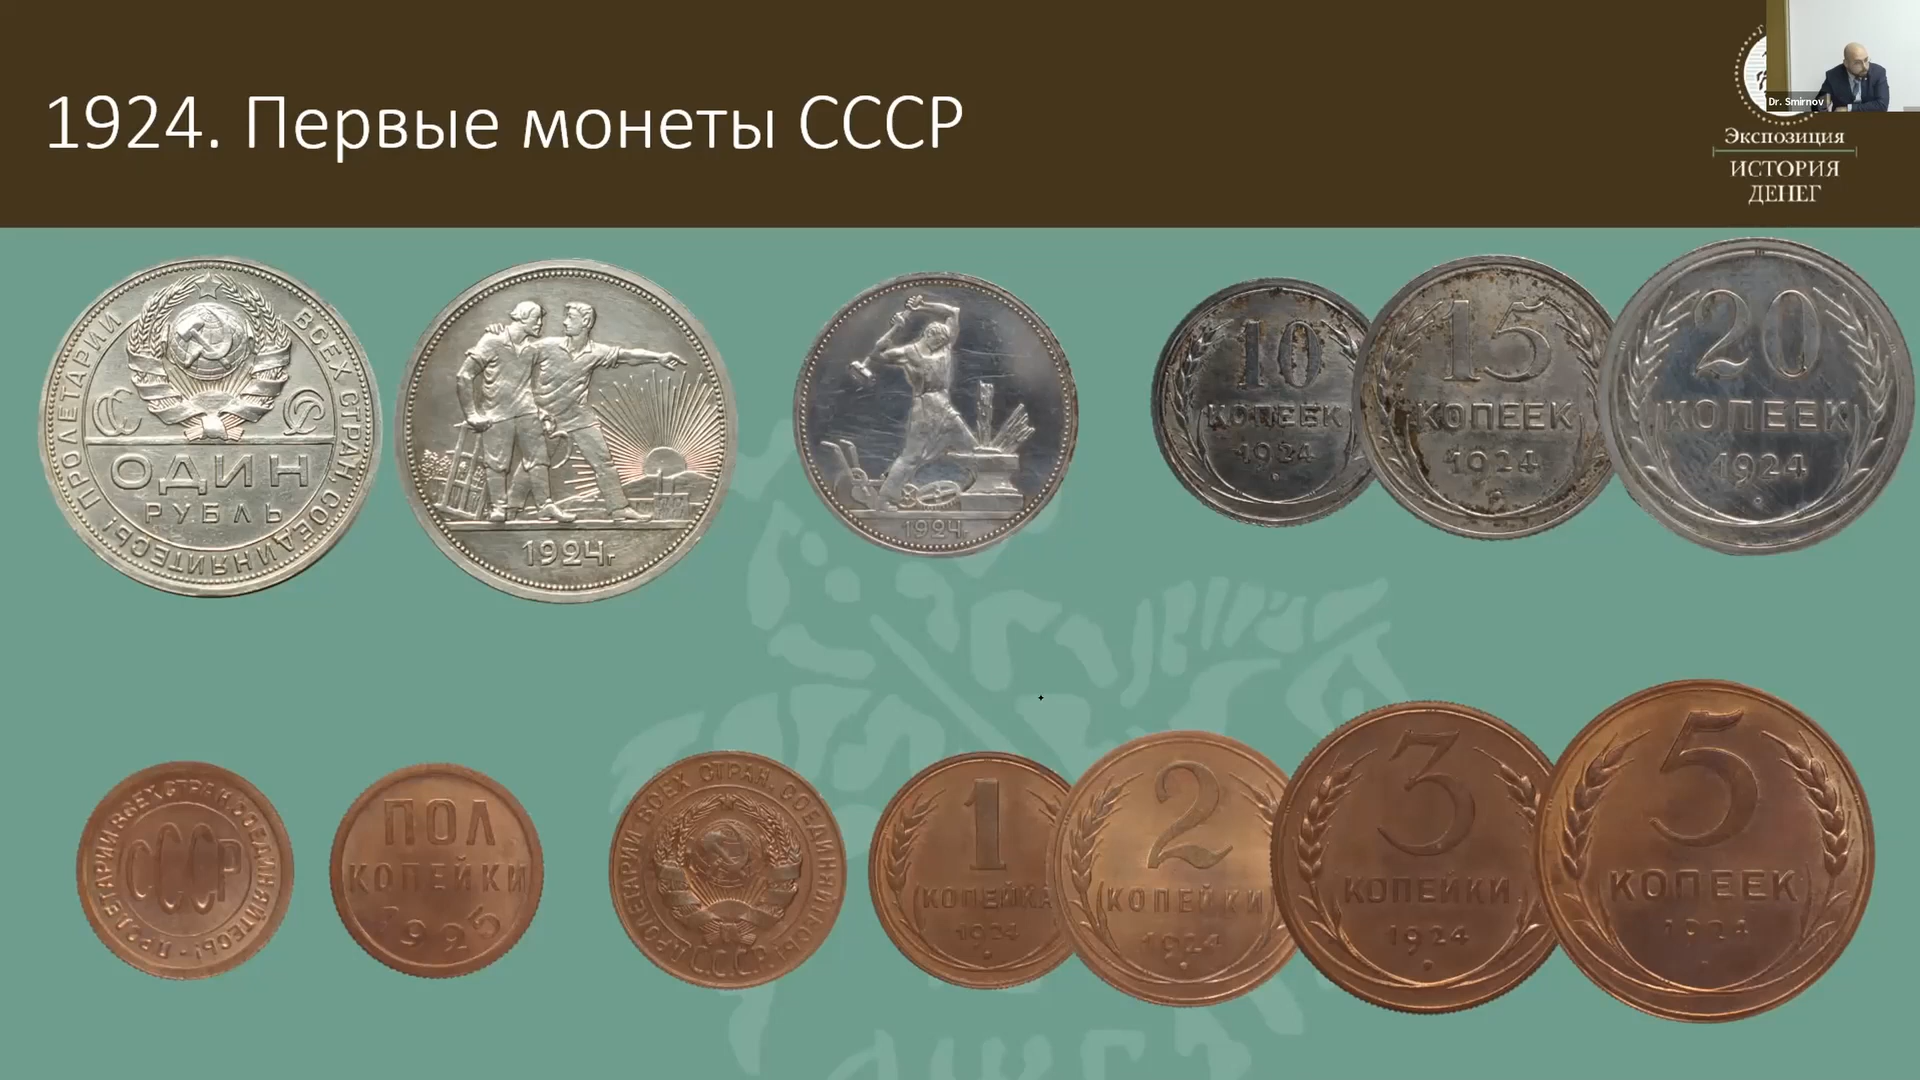 1924. Первые монеты СССР
Dr. Smirnov
Экспозиция
ИСТОРИЯ
ДЕНЕГ
ПРОЛЕТАРИИ ВСЕХ СТРАН, СОЕДИНЯЙТЕСЬ!
ОДИН
РУБЛЬ
1924г
1924г.
10
КОПЕЕК
1924
15
КОПЕЕК
1924
20
КОПЕЕК
1924
ПРОЛЕТАРИИ ВСЕХ СТРАН, СОЕДИНЯЙТЕСЬ!
СССР
ПОЛ
КОПЕЙКИ
1925
ПРОЛЕТАРИИ ВСЕХ СТРАН, СОЕДИНЯЙТЕСЬ!
С.С.С.Р.
1
КОПЕЙКА
1924
2
КОПЕЙКИ
1924
3
КОПЕЙКИ
1924
5
КОПЕЕК
1924